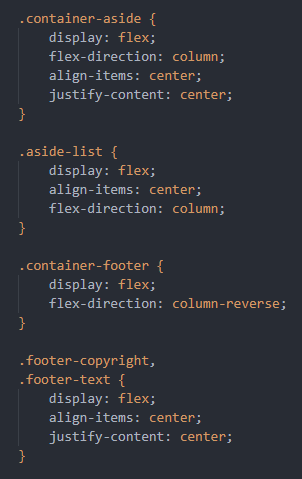 .container-aside {
    display: flex;
    flex-direction: column;
    align-items: center;
    justify-content: center;
}

.aside-list {
    display: flex;
    align-items: center;
    flex-direction: column;
}

.container-footer {
    display: flex;
    flex-direction: column-reverse;
}

.footer-copyright,
.footer-text {
    display: flex;
    align-items: center;
    justify-content: center;
}